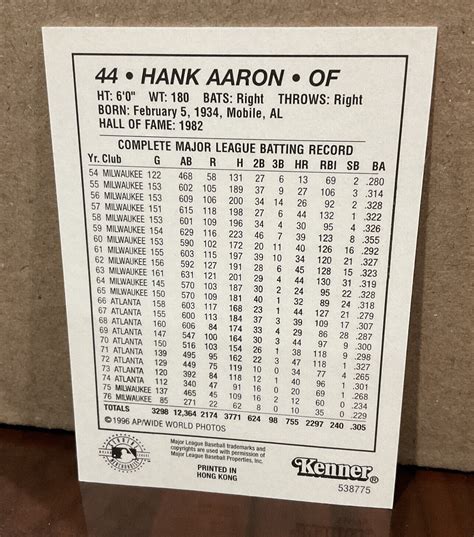 44 • HANK AARON • OF
HT: 6'0" WT: 180 BATS: Right THROWS: Right
BORN: February 5, 1934, Mobile, AL
HALL OF FAME: 1982
COMPLETE MAJOR LEAGUE BATTING RECORD
Yr. Club G AB R H 2B 3B HR RBI SB BA
54 MILWAUKEE 122 468 58 131 27 6 13 69 2 .280
55 MILWAUKEE 153 602 105 189 37 9 27 106 3 .314
56 MILWAUKEE 153 609 106 200 34 14 26 92 2 .328
57 MILWAUKEE 151 615 118 198 27 6 44 132 1 .322
58 MILWAUKEE 153 601 109 196 34 4 30 95 4 .326
59 MILWAUKEE 154 629 116 223 46 7 39 123 8 .355
60 MILWAUKEE 153 590 102 172 20 11 40 126 16 .292
61 MILWAUKEE 155 603 115 197 39 10 34 120 21 .327
62 MILWAUKEE 156 592 127 191 28 6 45 128 15 .323
63 MILWAUKEE 161 631 121 201 29 4 44 130 31 .319
64 MILWAUKEE 145 570 103 187 30 2 24 95 22 .328
65 MILWAUKEE 150 570 109 181 40 1 32 89 24 .318
66 ATLANTA 158 603 117 168 23 1 44 127 21 .279
67 ATLANTA 155 600 113 184 37 3 39 109 17 .307
68 ATLANTA 160 606 84 174 33 4 29 86 28 .287
69 ATLANTA 147 547 100 164 30 3 44 97 9 .300
70 ATLANTA 150 516 103 154 26 1 38 118 9 .298
71 ATLANTA 139 495 95 162 22 3 47 118 1 .327
72 ATLANTA 129 449 75 119 10 0 34 77 4 .265
73 ATLANTA 120 392 84 118 12 1 40 96 1 .301
74 ATLANTA 112 340 47 91 16 0 20 69 1 .268
75 MILWAUKEE 137 465 45 109 16 2 12 60 0 .234
76 MILWAUKEE 85 271 22 62 8 0 10 35 0 .229
TOTALS 3298 12,364 2174 3771 624 98 755 2297 240 .305
©1996 AP/WIDE WORLD PHOTOS
Major League Baseball trademarks and
copyrights are used with permission of
Major League Baseball Properties, Inc.
PRINTED IN
HONG KONG
Kenner®
538775